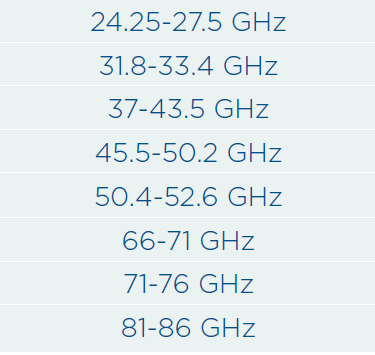 24.25-27.5 GHz
31.8-33.4 GHz
37-43.5 GHz
45.5-50.2 GHz
50.4-52.6 GHz
66-71 GHz
71-76 GHz
81-86 GHz